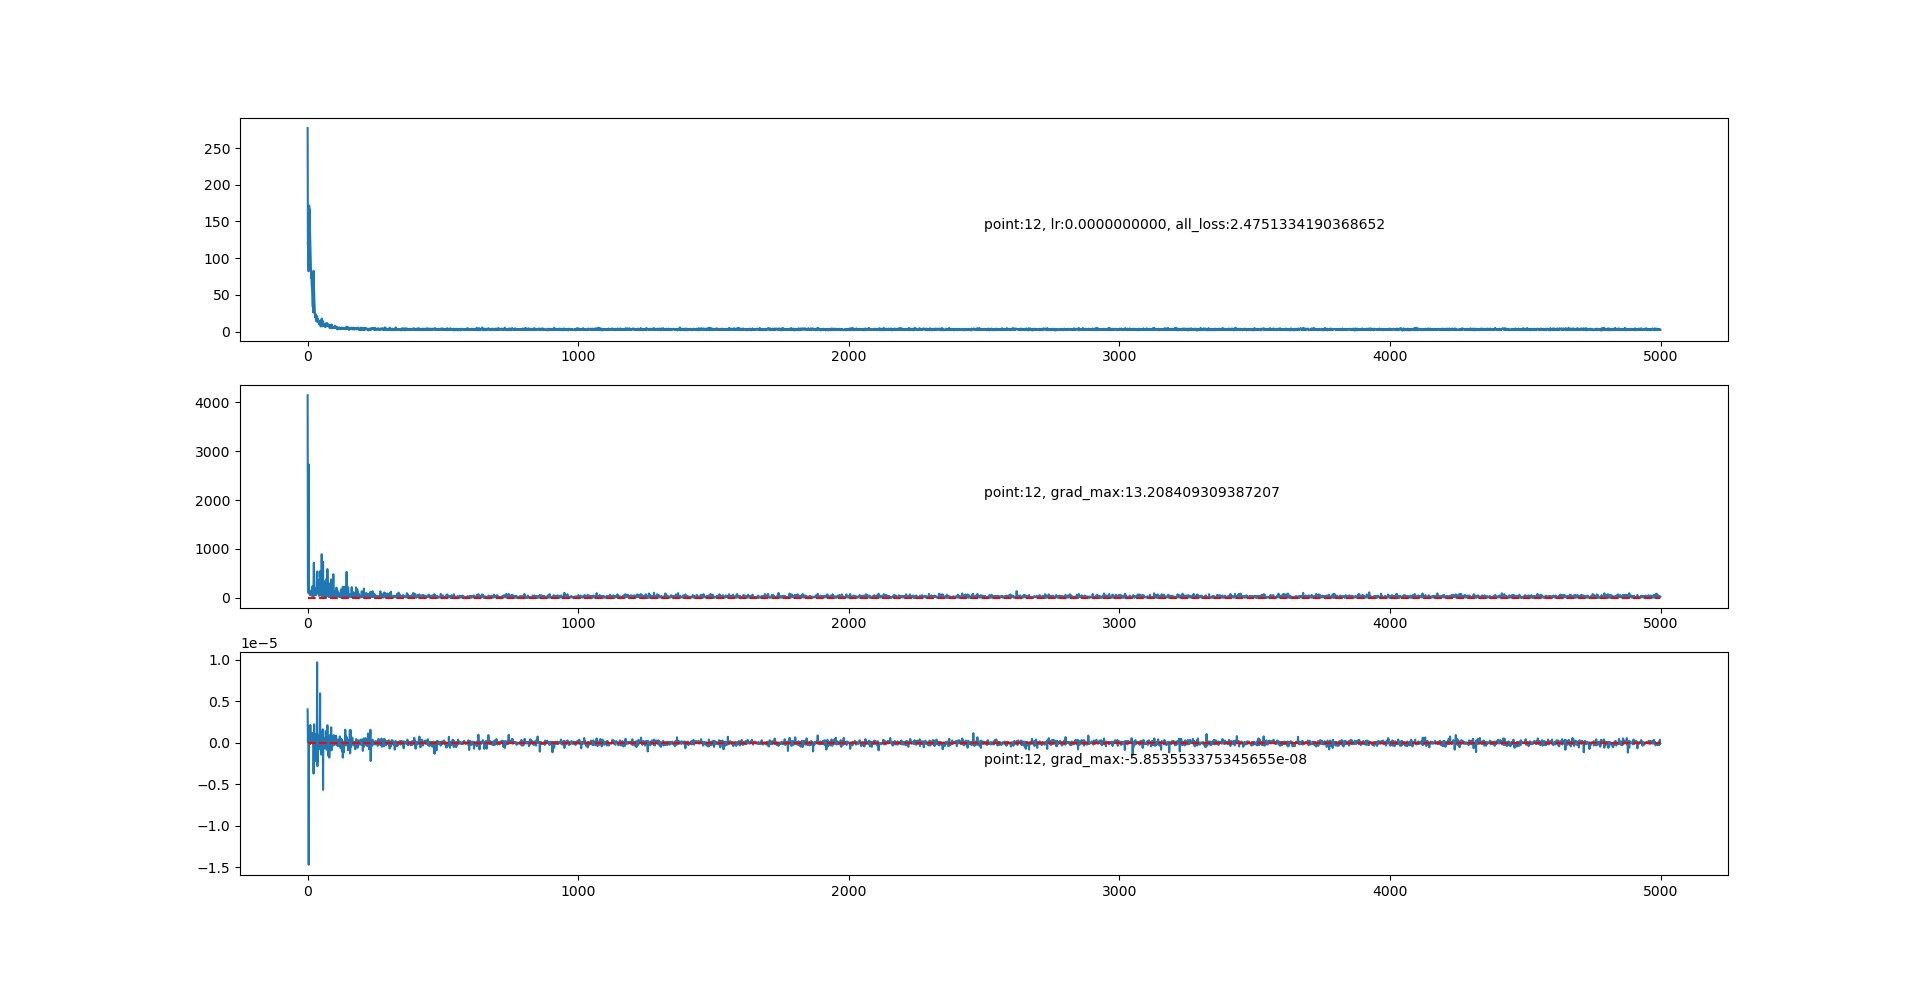 250
200
150
100
50
0
point:12, lr:0.0000000000, all_loss:2.4751334190368652
0 1000 2000 3000 4000 5000
4000
3000
2000
1000
0
point:12, grad_max:13.208409309387207
0 1000 2000 3000 4000 5000
1e−5
1.0
0.5
0.0
−0.5
−1.0
−1.5
point:12, grad_max:-5.853553375345655e-08
0 1000 2000 3000 4000 5000